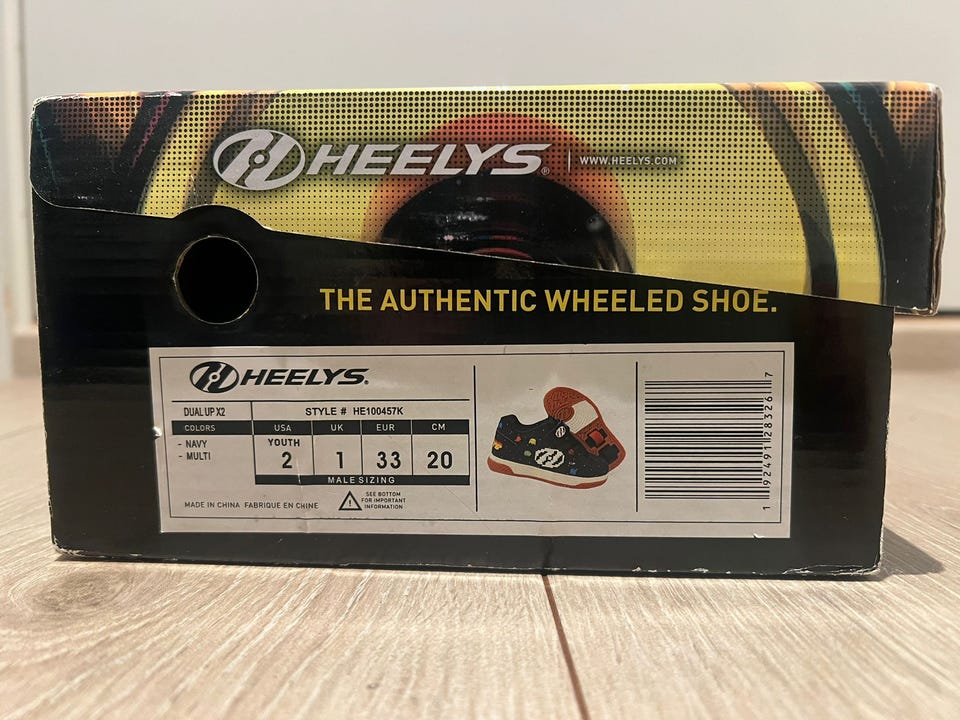 HEELYS® | WWW.HEELYS.COM
THE AUTHENTIC WHEELED SHOE.
HEELYS®
DUAL UP X2 STYLE # HE100457K
COLORS USA UK EUR CM
- NAVY
- MULTI
YOUTH
2 1 33 20
MALE SIZING
MADE IN CHINA FABRIQUE EN CHINE
SEE BOTTOM
FOR IMPORTANT
INFORMATION
1 92491 12832 6 7